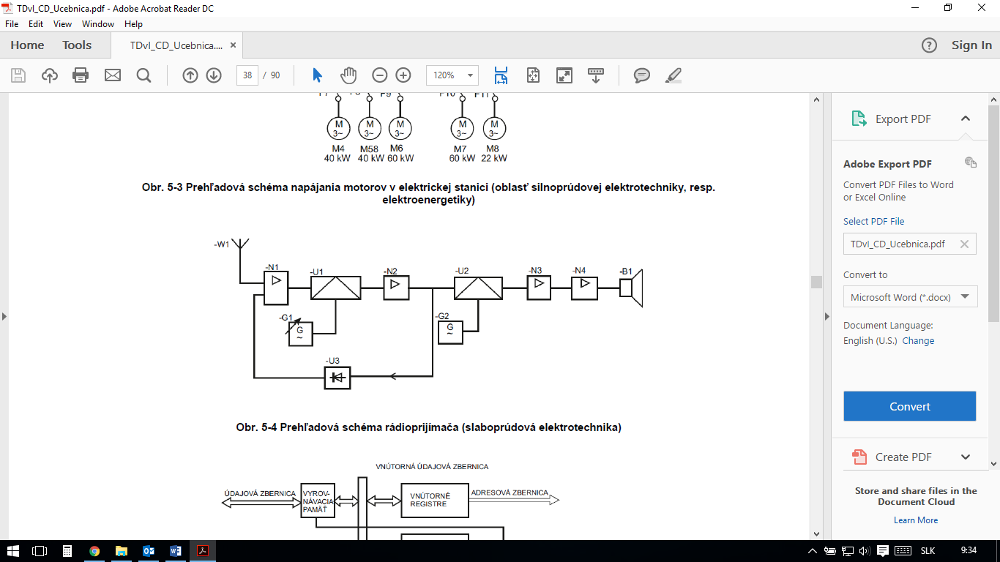 TDvI_CD_Ucebnica.pdf - Adobe Acrobat Reader DC
File Edit View Window Help
Home Tools TDvI_CD_Ucebnica.... × Sign In
38 / 90 120%
F7 F8 F9 F10 F11
M M M M M
3~ 3~ 3~ 3~ 3~
M4 M58 M6 M7 M8
40 kW 40 kW 60 kW 60 kW 22 kW
Obr. 5-3 Prehľadová schéma napájania motorov v elektrickej stanici (oblasť silnoprúdovej elektrotechniky, resp.
elektroenergetiky)
-W1
-N1 -U1 -N2 -U2 -N3 -N4 -B1
-G1 -G2
G G
~ ~
-U3
Obr. 5-4 Prehľadová schéma rádioprijímača (slaboprúdová elektrotechnika)
VNÚTORNÁ ÚDAJOVÁ ZBERNICA
ÚDAJOVÁ ZBERNICA
VYROV-
NÁVACIA
PAMÄŤ
VNÚTORNÉ
REGISTRE
ADRESOVÁ ZBERNICA
Export PDF
Adobe Export PDF
Convert PDF Files to Word
or Excel Online
Select PDF File
TDvI_CD_Ucebnica.pdf
Convert to
Microsoft Word (*.docx)
Document Language:
English (U.S.) Change
Convert
Create PDF
Store and share files in the
Document Cloud
Learn More
SLK 9:34